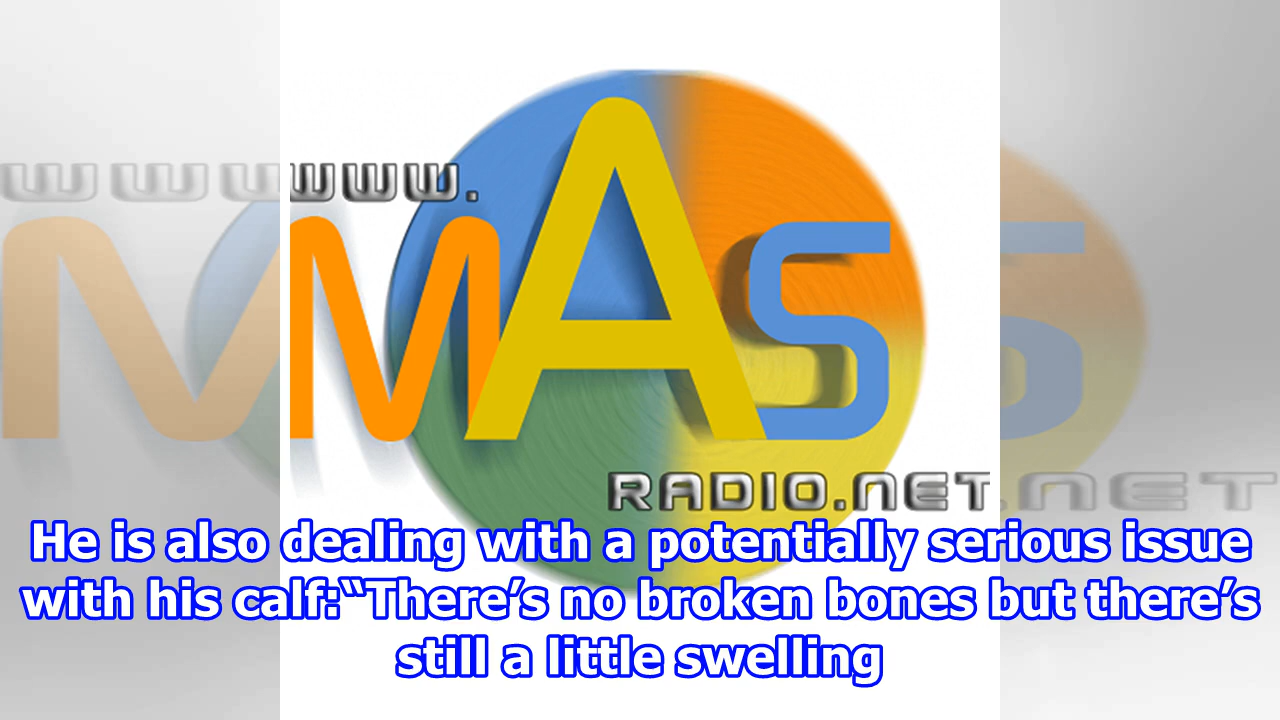 www.
MAS
RADIO.NET
He is also dealing with a potentially serious issue
with his calf:“There’s no broken bones but there’s
still a little swelling